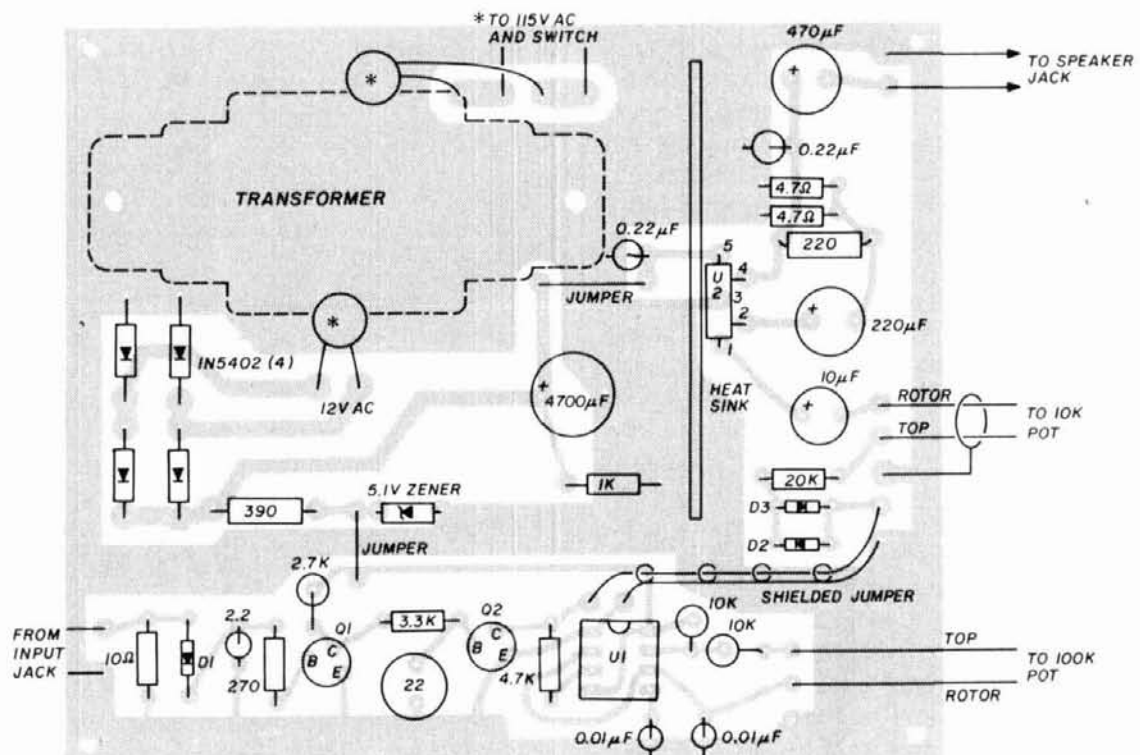 * TO 115V AC
AND SWITCH
470µF
+
TO SPEAKER
JACK
*
0.22µF
4.7Ω
4.7Ω
220
TRANSFORMER
0.22µF
5
4
3
2
1
U
2
JUMPER
+
220µF
*
IN5402 (4)
12V AC
+
4700µF
HEAT
SINK
10µF
+
ROTOR
TOP
TO 10K
POT
1K
20K
5.1V ZENER
390
D3
D2
JUMPER
2.7K
SHIELDED JUMPER
FROM
INPUT
JACK
10Ω
D1
2.2
270
Q1
B
C
E
3.3K
22
Q2
B
C
E
4.7K
U1
10K
10K
TOP
TO 100K
POT
ROTOR
0.01µF
0.01µF